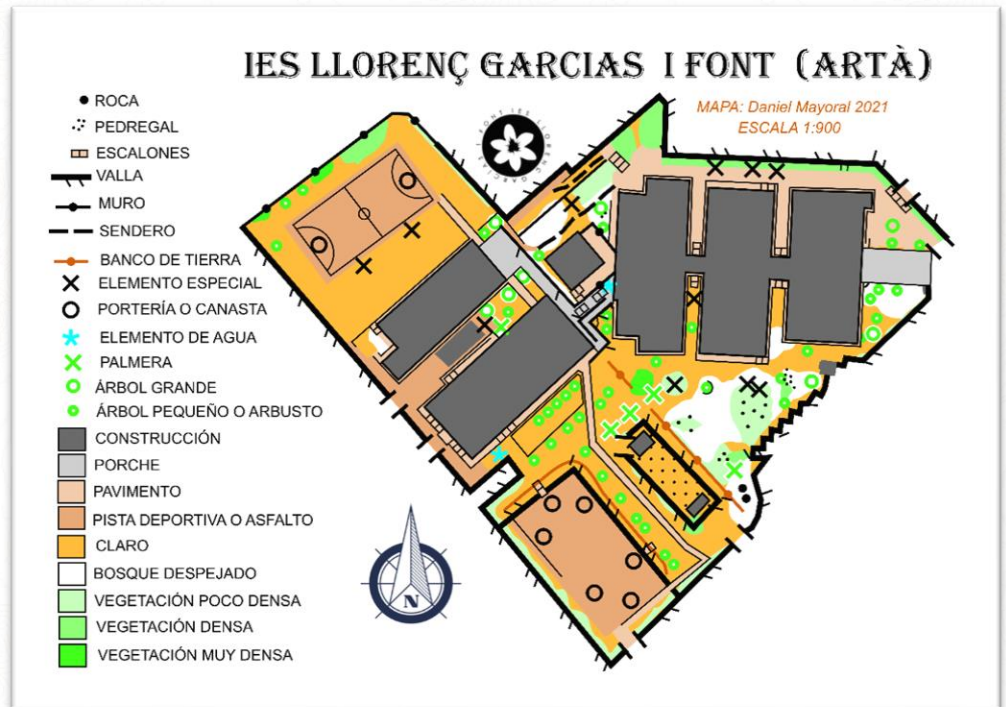 IES LLORENÇ GARCIAS I FONT (ARTÀ)
MAPA: Daniel Mayoral 2021
ESCALA 1:900
ROCA
PEDREGAL
ESCALONES
VALLA
MURO
SENDERO
BANCO DE TIERRA
ELEMENTO ESPECIAL
PORTERÍA O CANASTA
ELEMENTO DE AGUA
PALMERA
ÁRBOL GRANDE
ÁRBOL PEQUEÑO O ARBUSTO
CONSTRUCCIÓN
PORCHE
PAVIMENTO
PISTA DEPORTIVA O ASFALTO
CLARO
BOSQUE DESPEJADO
VEGETACIÓN POCO DENSA
VEGETACIÓN DENSA
VEGETACIÓN MUY DENSA
N